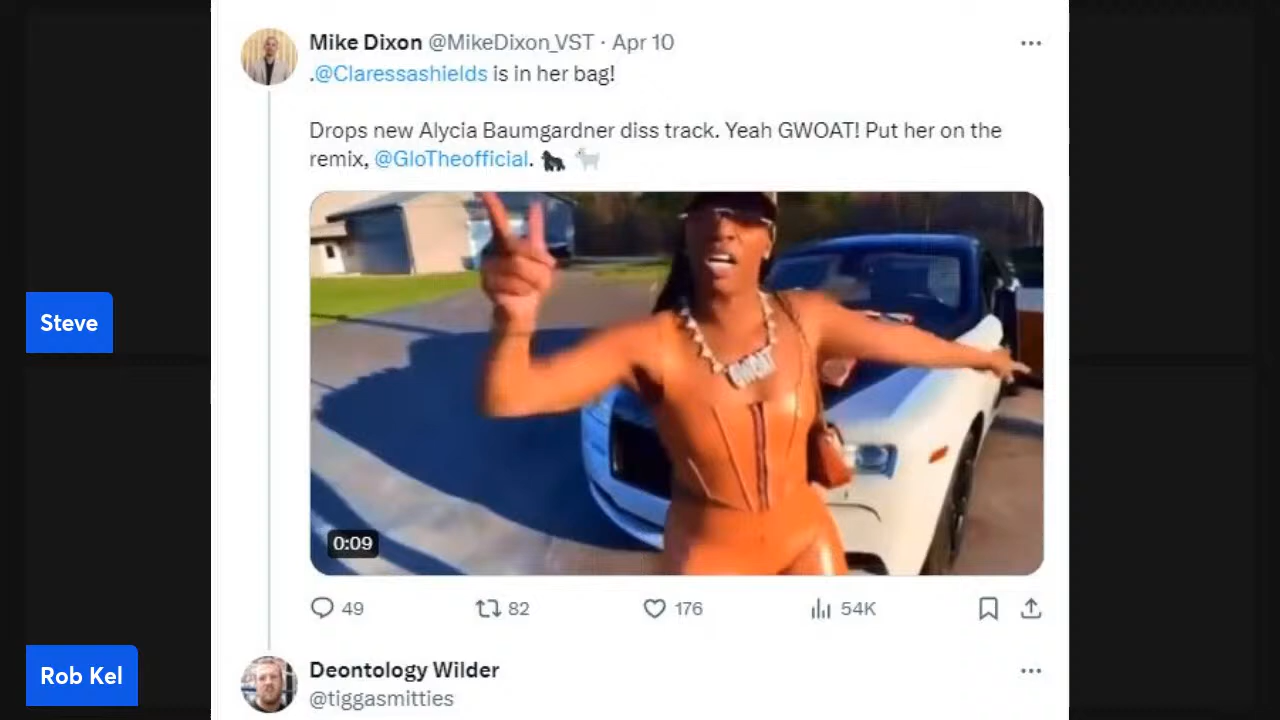 Mike Dixon @MikeDixon_VST · Apr 10
.@Claressashields is in her bag!
Drops new Alycia Baumgardner diss track. Yeah GWOAT! Put her on the
remix, @GloTheofficial. 🦍 🐐
GWOAT
0:09
49 82 176 54K
Steve
Rob Kel
Deontology Wilder
@tiggasmitties